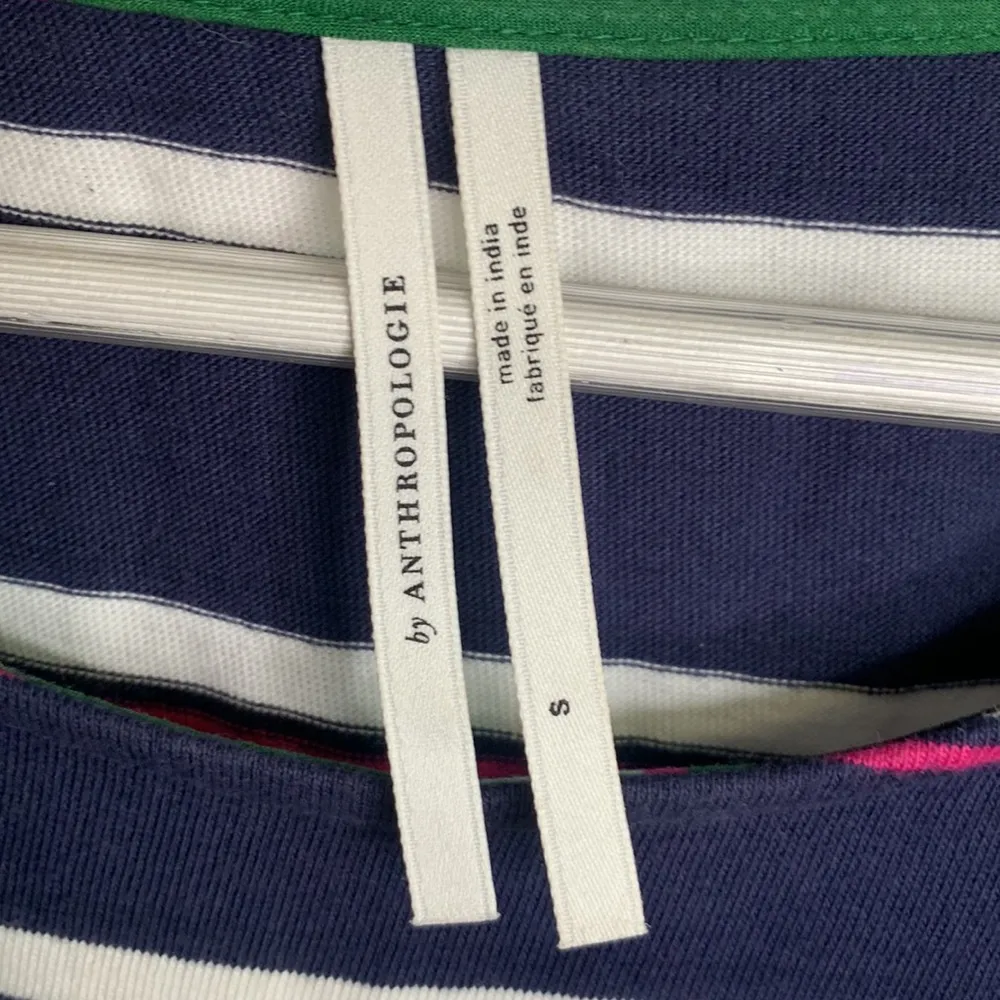 by ANTHROPOLOGIE
made in india
fabriqué en inde
S